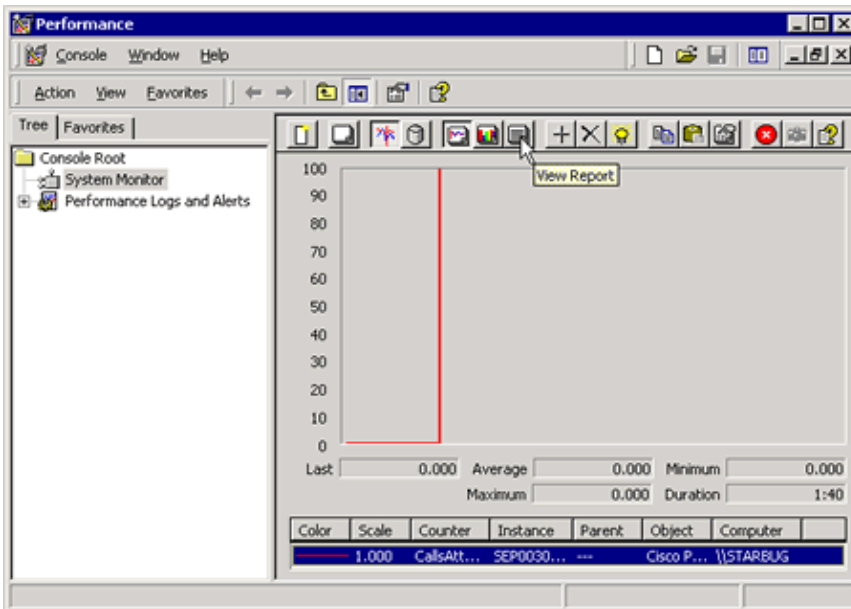 Performance
Console Window Help
Action View Favorites
Tree Favorites
Console Root
System Monitor
Performance Logs and Alerts
View Report
100
90
80
70
60
50
40
30
20
10
0
Last 0.000 Average 0.000 Minimum 0.000
Maximum 0.000 Duration 1:40
Color Scale Counter Instance Parent Object Computer
1.000 CallsAtt... SEP0030... --- Cisco P... \\STARBUG